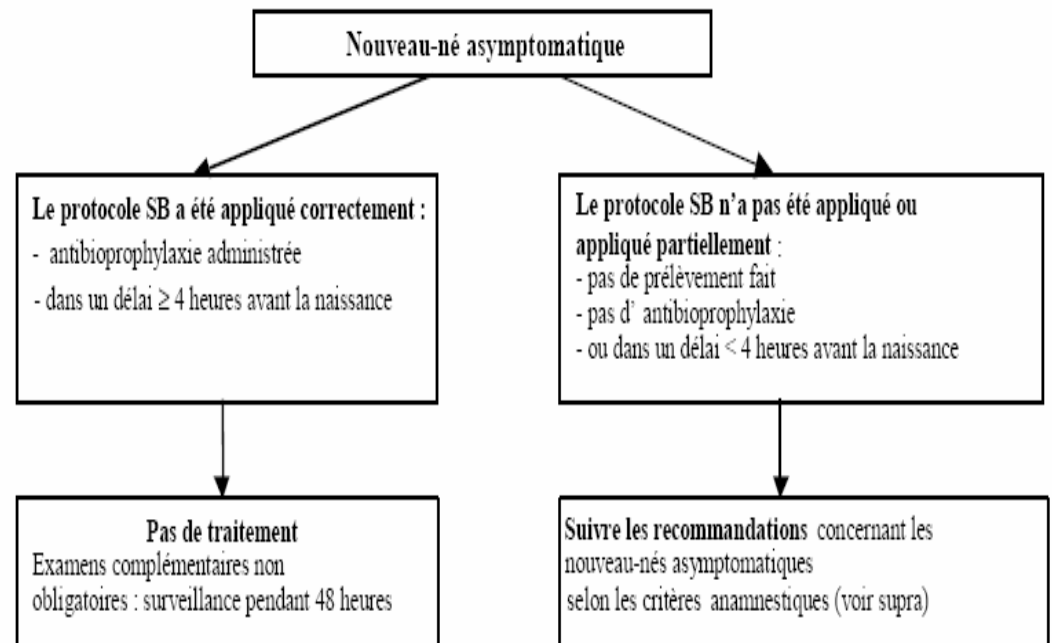 Nouveau-né asymptomatique
Le protocole SB a été appliqué correctement :
- antibioprophylaxie administrée
- dans un délai ≥ 4 heures avant la naissance
Le protocole SB n'a pas été appliqué ou
appliqué partiellement :
- pas de prélèvement fait
- pas d’ antibioprophylaxie
- ou dans un délai < 4 heures avant la naissance
Pas de traitement
Examens complémentaires non
obligatoires : surveillance pendant 48 heures
Suivre les recommandations concernant les
nouveau-nés asymptomatiques
selon les critères anamnestiques (voir supra)